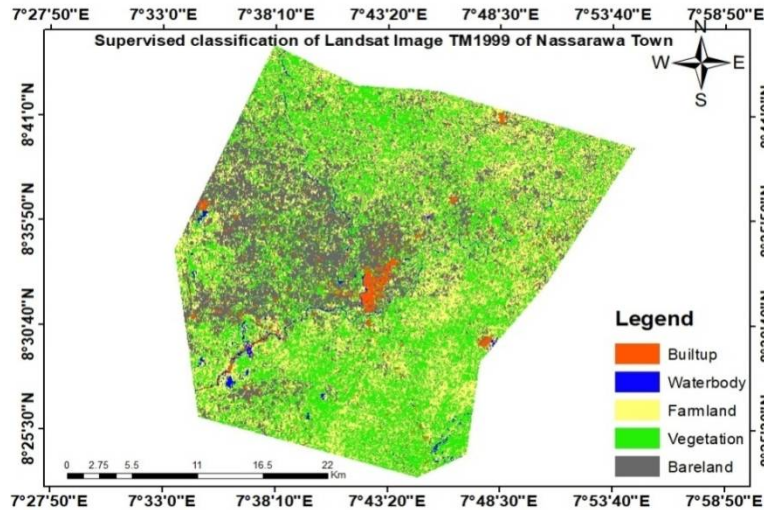 7°27'50"E 7°33'0"E 7°38'10"E 7°43'20"E 7°48'30"E 7°53'40"E 7°58'50"E
Supervised classification of Landsat Image TM1999 of Nassarawa Town
N
W E
S
8°41'0"N
8°35'50"N
8°30'40"N
8°25'30"N
Legend
Builtup
Waterbody
Farmland
Vegetation
Bareland
0 2.75 5.5 11 16.5 22
Km
7°27'50"E 7°33'0"E 7°38'10"E 7°43'20"E 7°48'30"E 7°53'40"E 7°58'50"E